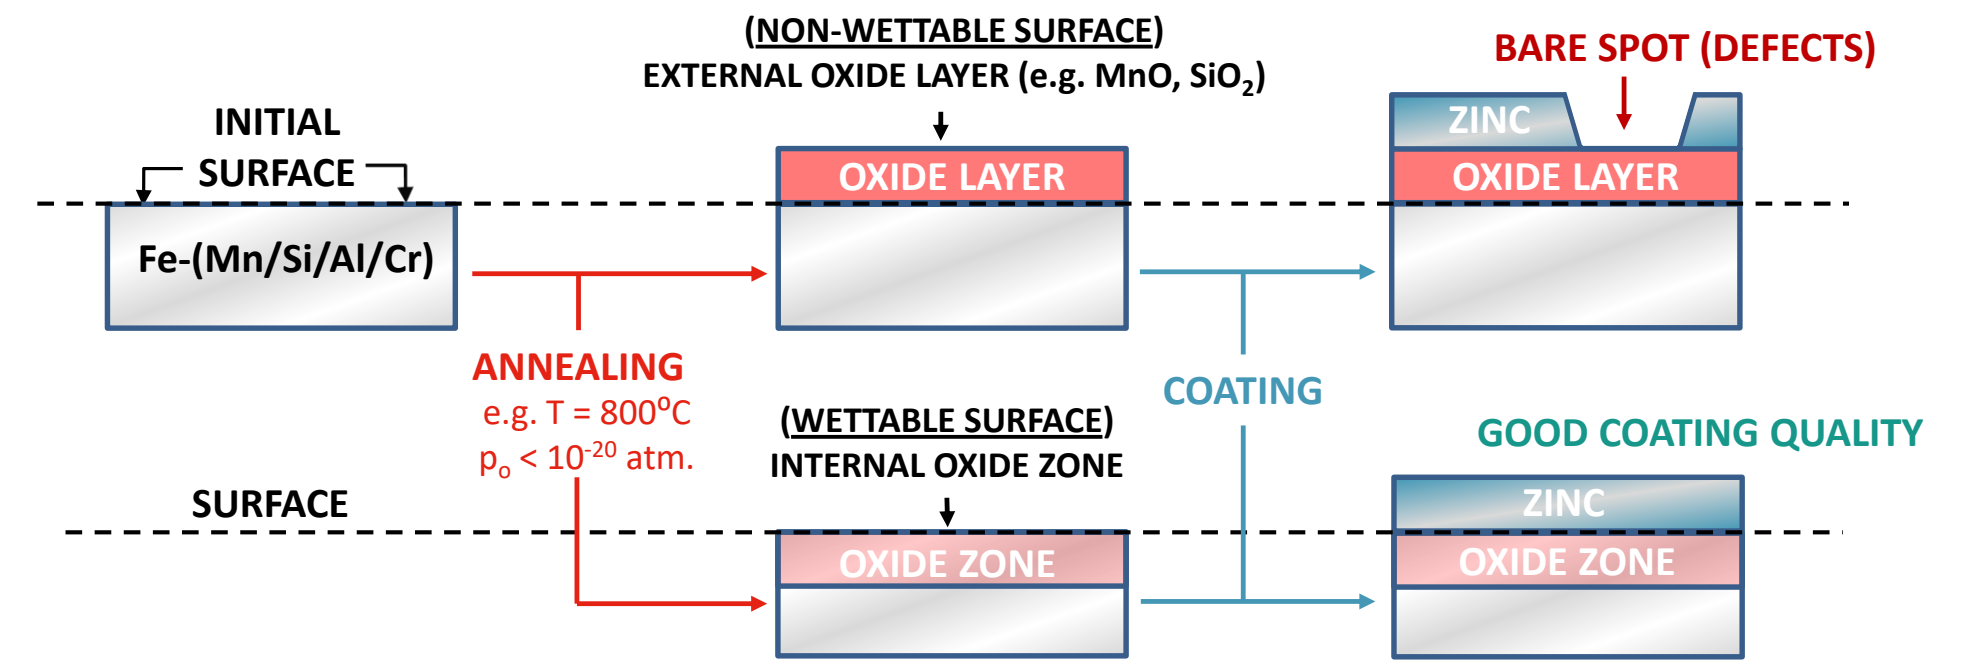 (NON-WETTABLE SURFACE)
EXTERNAL OXIDE LAYER (e.g. MnO, SiO₂)
BARE SPOT (DEFECTS)
INITIAL
SURFACE
ZINC
OXIDE LAYER
OXIDE LAYER
Fe-(Mn/Si/Al/Cr)
ANNEALING
e.g. T = 800⁰C
pₒ < 10⁻²⁰ atm.
COATING
(WETTABLE SURFACE)
INTERNAL OXIDE ZONE
GOOD COATING QUALITY
SURFACE
ZINC
OXIDE ZONE
OXIDE ZONE